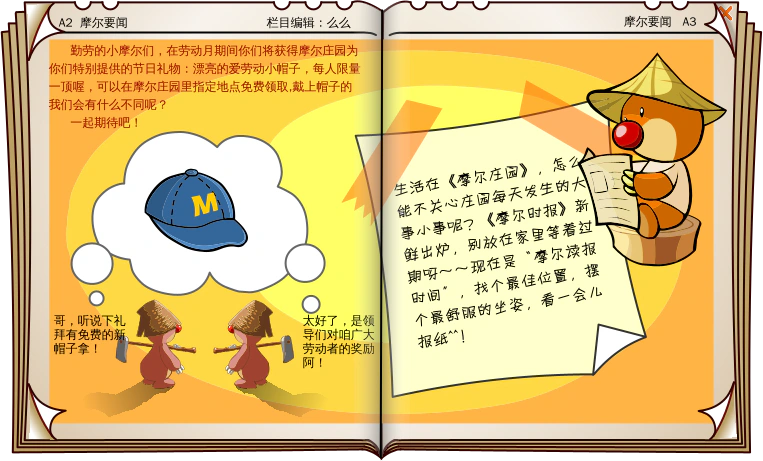 A2 摩尔要闻
栏目编辑：么么
勤劳的小摩尔们，在劳动月期间你们将获得摩尔庄园为
你们特别提供的节日礼物：漂亮的爱劳动小帽子，每人限量
一顶喔，可以在摩尔庄园里指定地点免费领取,戴上帽子的
我们会有什么不同呢？
一起期待吧！
M
哥，听说下礼
拜有免费的新
帽子拿！
太好了，是领
导们对咱广大
劳动者的奖励
阿！
摩尔要闻 A3
生活在《摩尔庄园》，怎么
能不关心庄园每天发生的大
事小事呢？《摩尔时报》新
鲜出炉，别放在家里等着过
期呀～～现在是“摩尔读报
时间”，找个最佳位置，摆
个最舒服的坐姿，看一会儿
报纸^^！